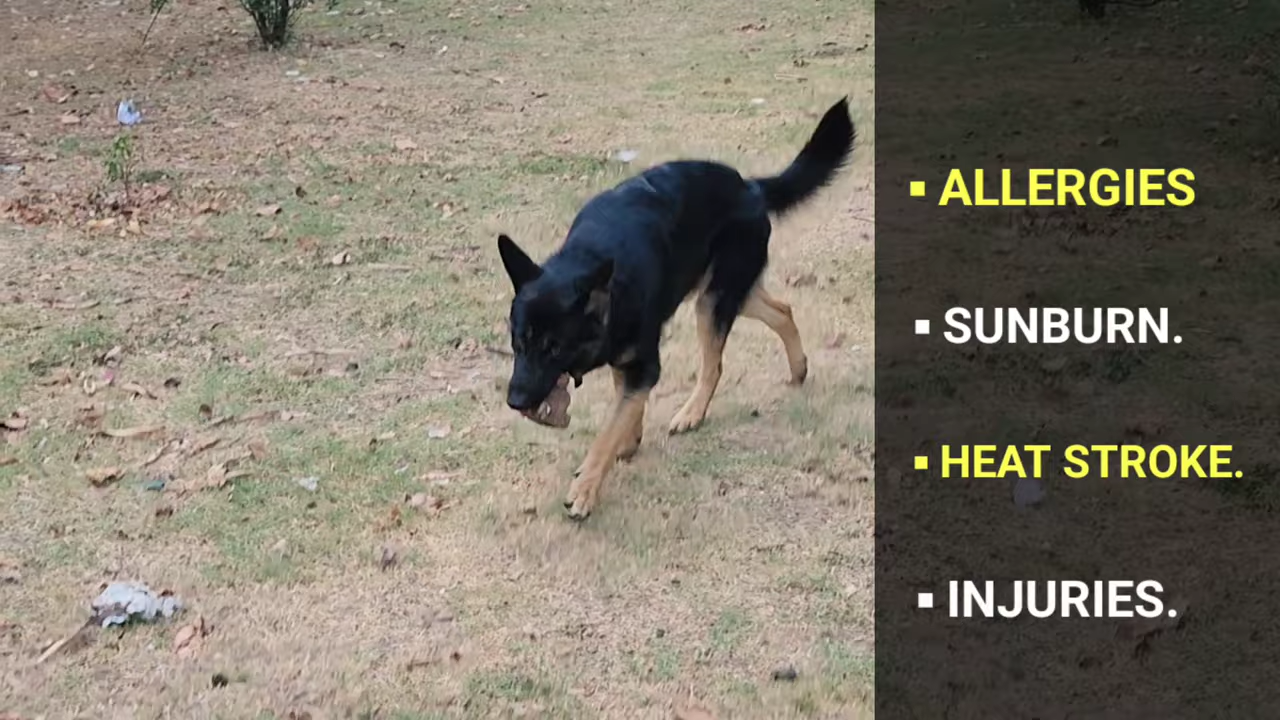 ▪ ALLERGIES
▪ SUNBURN.
▪ HEAT STROKE.
▪ INJURIES.